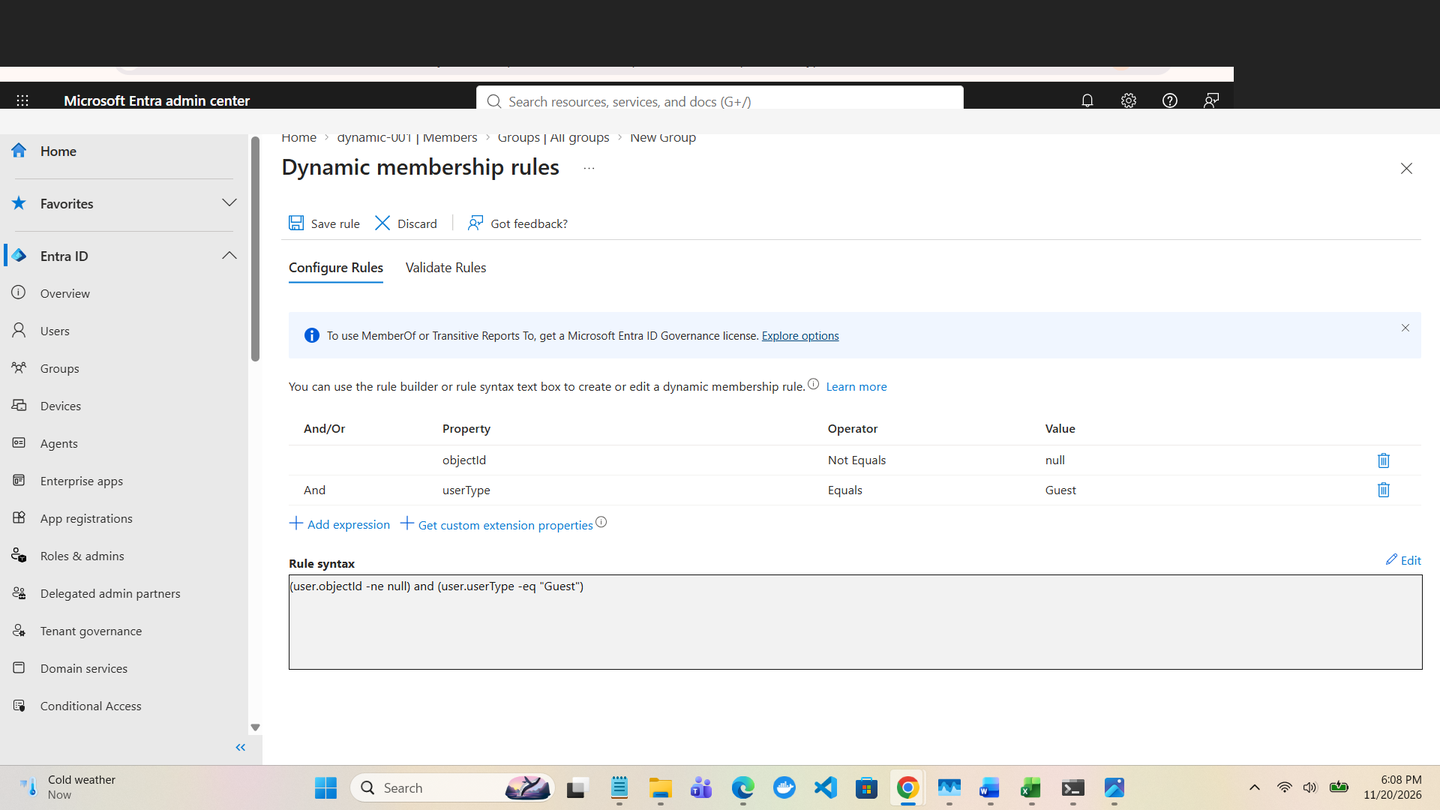 Microsoft Entra admin center
Search resources, services, and docs (G+/)
Home > dynamic-001 | Members > Groups | All groups > New Group
Dynamic membership rules ...
Save rule Discard Got feedback?
Configure Rules Validate Rules
To use MemberOf or Transitive Reports To, get a Microsoft Entra ID Governance license. Explore options
You can use the rule builder or rule syntax text box to create or edit a dynamic membership rule. Learn more
And/Or Property Operator Value
objectId Not Equals null
And userType Equals Guest
Add expression Get custom extension properties
Rule syntax Edit
(user.objectId -ne null) and (user.userType -eq "Guest")
Home
Favorites
Entra ID
Overview
Users
Groups
Devices
Agents
Enterprise apps
App registrations
Roles & admins
Delegated admin partners
Tenant governance
Domain services
Conditional Access
Cold weather
Now
Search
6:08 PM
11/20/2026